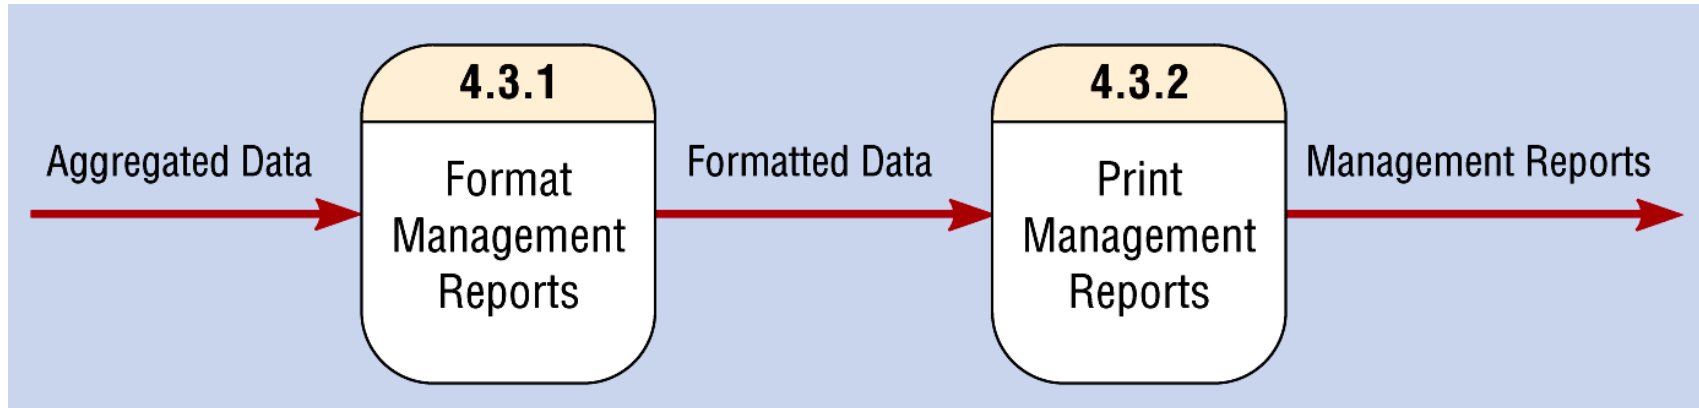 4.3.1
4.3.2
Aggregated Data
Format
Management
Reports
Formatted Data
Print
Management
Reports
Management Reports